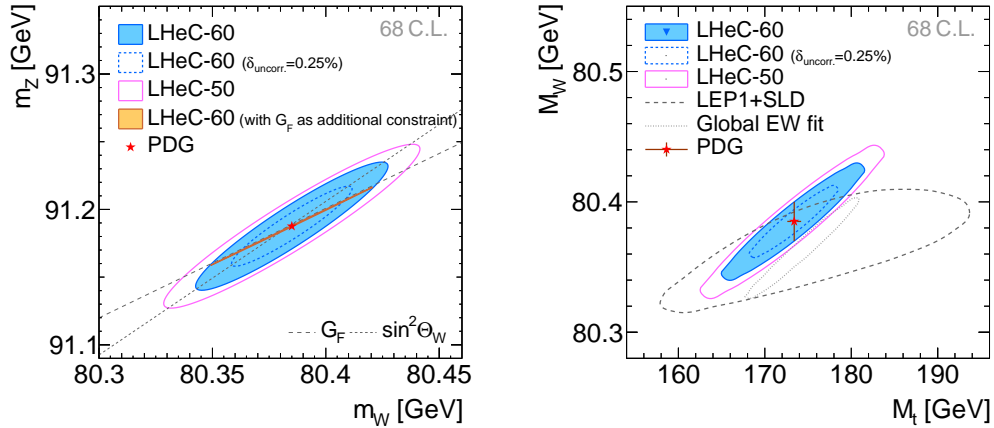 m_Z [GeV]
91.3
91.2
91.1
68 C.L.
LHeC-60
LHeC-60 (δ_uncorr.=0.25%)
LHeC-50
LHeC-60 (with G_F as additional constraint)
PDG
G_F
sin²Θ_W
80.3 80.35 80.4 80.45
m_W [GeV]
M_W [GeV]
80.5
80.4
80.3
68 C.L.
LHeC-60
LHeC-60 (δ_uncorr.=0.25%)
LHeC-50
LEP1+SLD
Global EW fit
PDG
160 170 180 190
M_t [GeV]